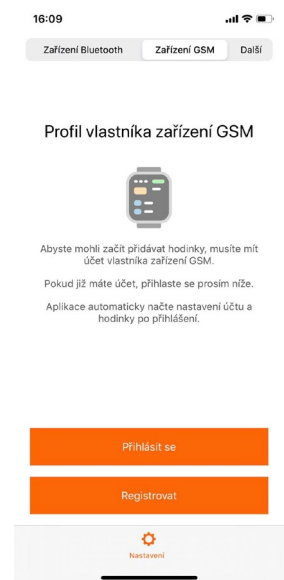 16:09
Zařízení Bluetooth Zařízení GSM Další
Profil vlastníka zařízení GSM
Abyste mohli začít přidávat hodinky, musíte mít
účet vlastníka zařízení GSM.
Pokud již máte účet, přihlaste se prosím níže.
Aplikace automaticky načte nastavení účtu a
hodinky po přihlášení.
Přihlásit se
Registrovat
Nastavení